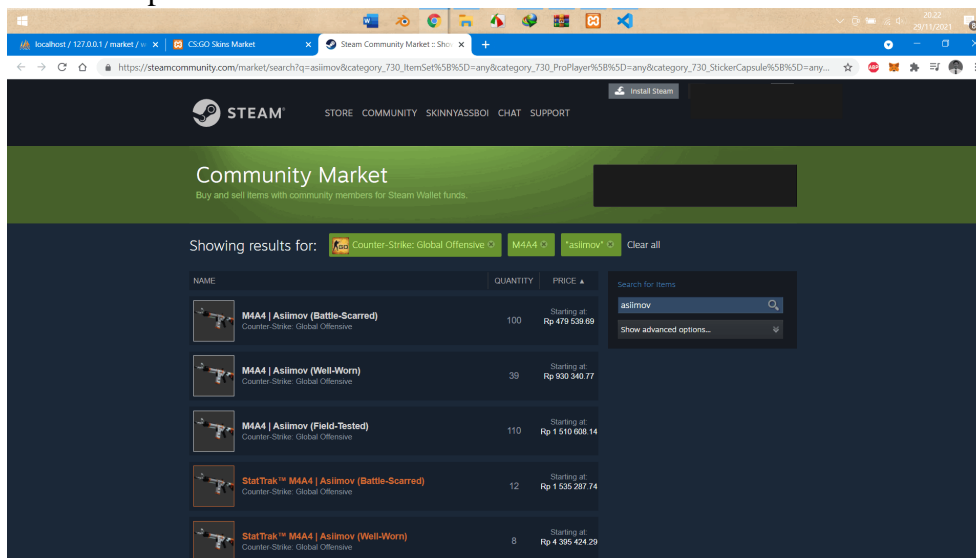 20.22
29/11/2021
localhost / 127.0.0.1 / market / w
CS:GO Skins Market
Steam Community Market :: Sho
https://steamcommunity.com/market/search?q=asiimov&category_730_ItemSet%5B%5D=any&category_730_ProPlayer%5B%5D=any&category_730_StickerCapsule%5B%5D=any...
Install Steam
STEAM®
STORE COMMUNITY SKINNYASSBOI CHAT SUPPORT
Community Market
Buy and sell items with community members for Steam Wallet funds.
Showing results for: Counter-Strike: Global Offensive M4A4 "asiimov" Clear all
NAME QUANTITY PRICE ▲
Search for Items
asiimov
Show advanced options...
M4A4 | Asiimov (Battle-Scarred)
Counter-Strike: Global Offensive
100
Starting at:
Rp 479 539.69
M4A4 | Asiimov (Well-Worn)
Counter-Strike: Global Offensive
39
Starting at:
Rp 930 340.77
M4A4 | Asiimov (Field-Tested)
Counter-Strike: Global Offensive
110
Starting at:
Rp 1 510 608.14
StatTrak™ M4A4 | Asiimov (Battle-Scarred)
Counter-Strike: Global Offensive
12
Starting at:
Rp 1 535 287.74
StatTrak™ M4A4 | Asiimov (Well-Worn)
Counter-Strike: Global Offensive
8
Starting at:
Rp 4 395 424.29